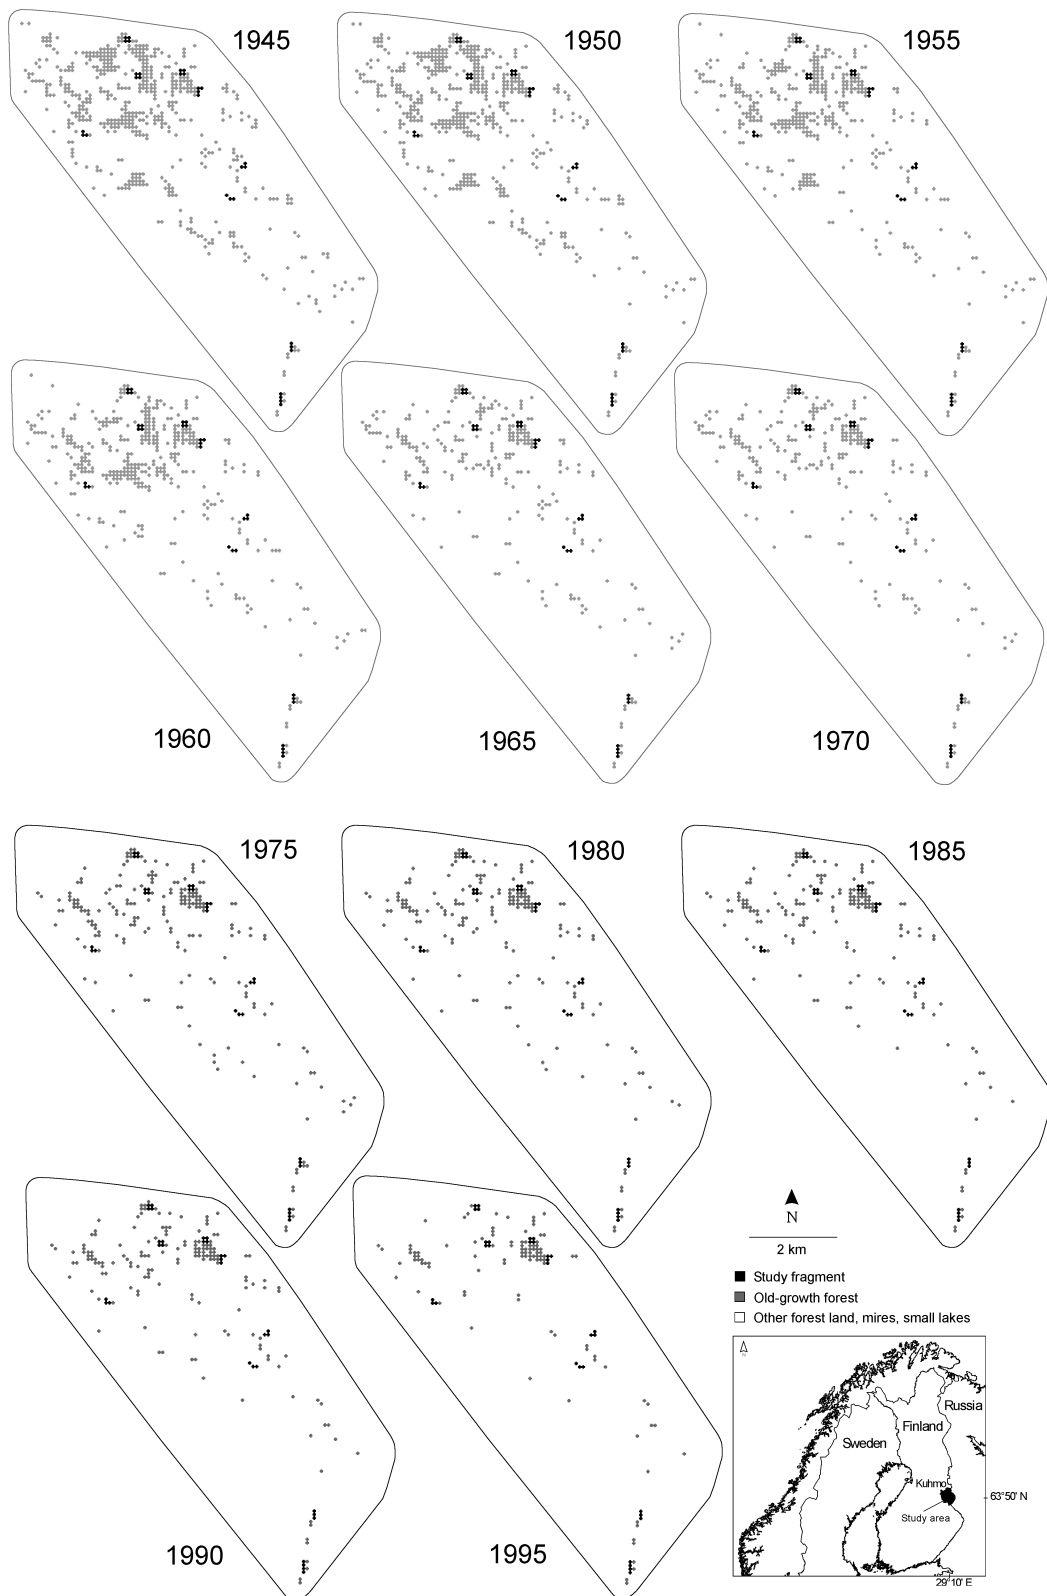 1945
1950
1955
1960
1965
1970
1975
1980
1985
1990
1995
N
2 km
Study fragment
Old-growth forest
Other forest land, mires, small lakes
Russia
Finland
Sweden
Kuhmo
63°50' N
Study area
29°10' E